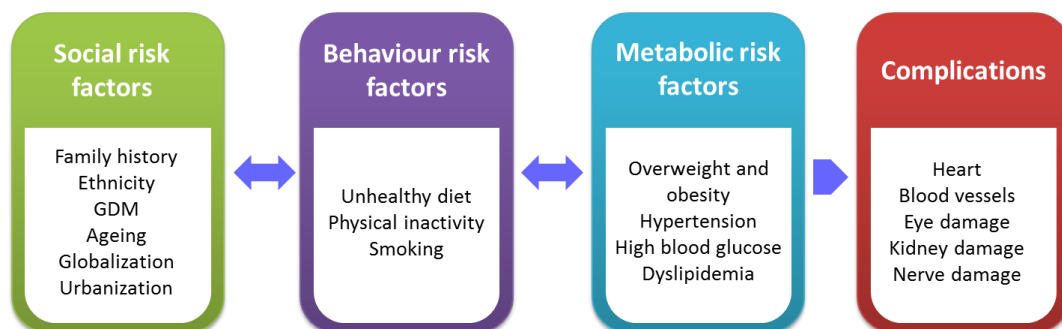 Social risk
factors
Family history
Ethnicity
GDM
Ageing
Globalization
Urbanization
Behaviour risk
factors
Unhealthy diet
Physical inactivity
Smoking
Metabolic risk
factors
Overweight and
obesity
Hypertension
High blood glucose
Dyslipidemia
Complications
Heart
Blood vessels
Eye damage
Kidney damage
Nerve damage